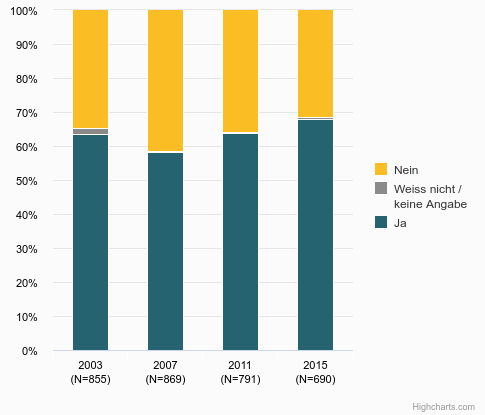 100%
90%
80%
70%
60%
50%
40%
30%
20%
10%
0%
2003
(N=855)
2007
(N=869)
2011
(N=791)
2015
(N=690)
Nein
Weiss nicht /
keine Angabe
Ja
Highcharts.com